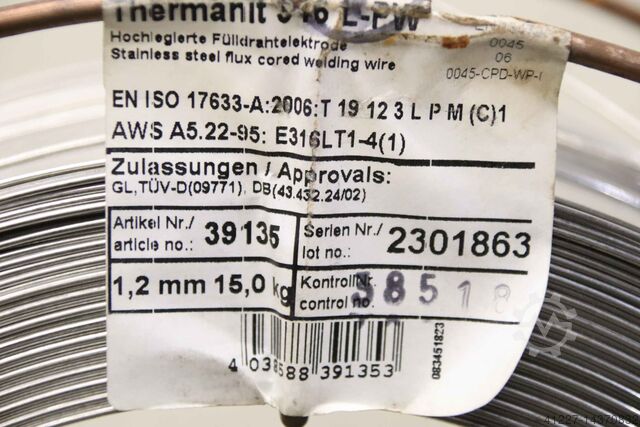 Thermanit 316 L-PW
Hochlegierte Fülldrahtelektrode
Stainless steel flux cored welding wire
0045
06
0045-CPD-WP-
EN ISO 17633-A:2006:T 19 12 3 L P M (C)1
AWS A5.22-95: E316LT1-4(1)
Zulassungen / Approvals:
GL,TÜV-D(09771), DB(43.432.24/02)
Artikel Nr./
article no.: 39135
Serien Nr./
lot no.: 2301863
1,2 mm 15,0 kg
Kontroll Nr.
control no. 38518
4 038588 391353
083451823